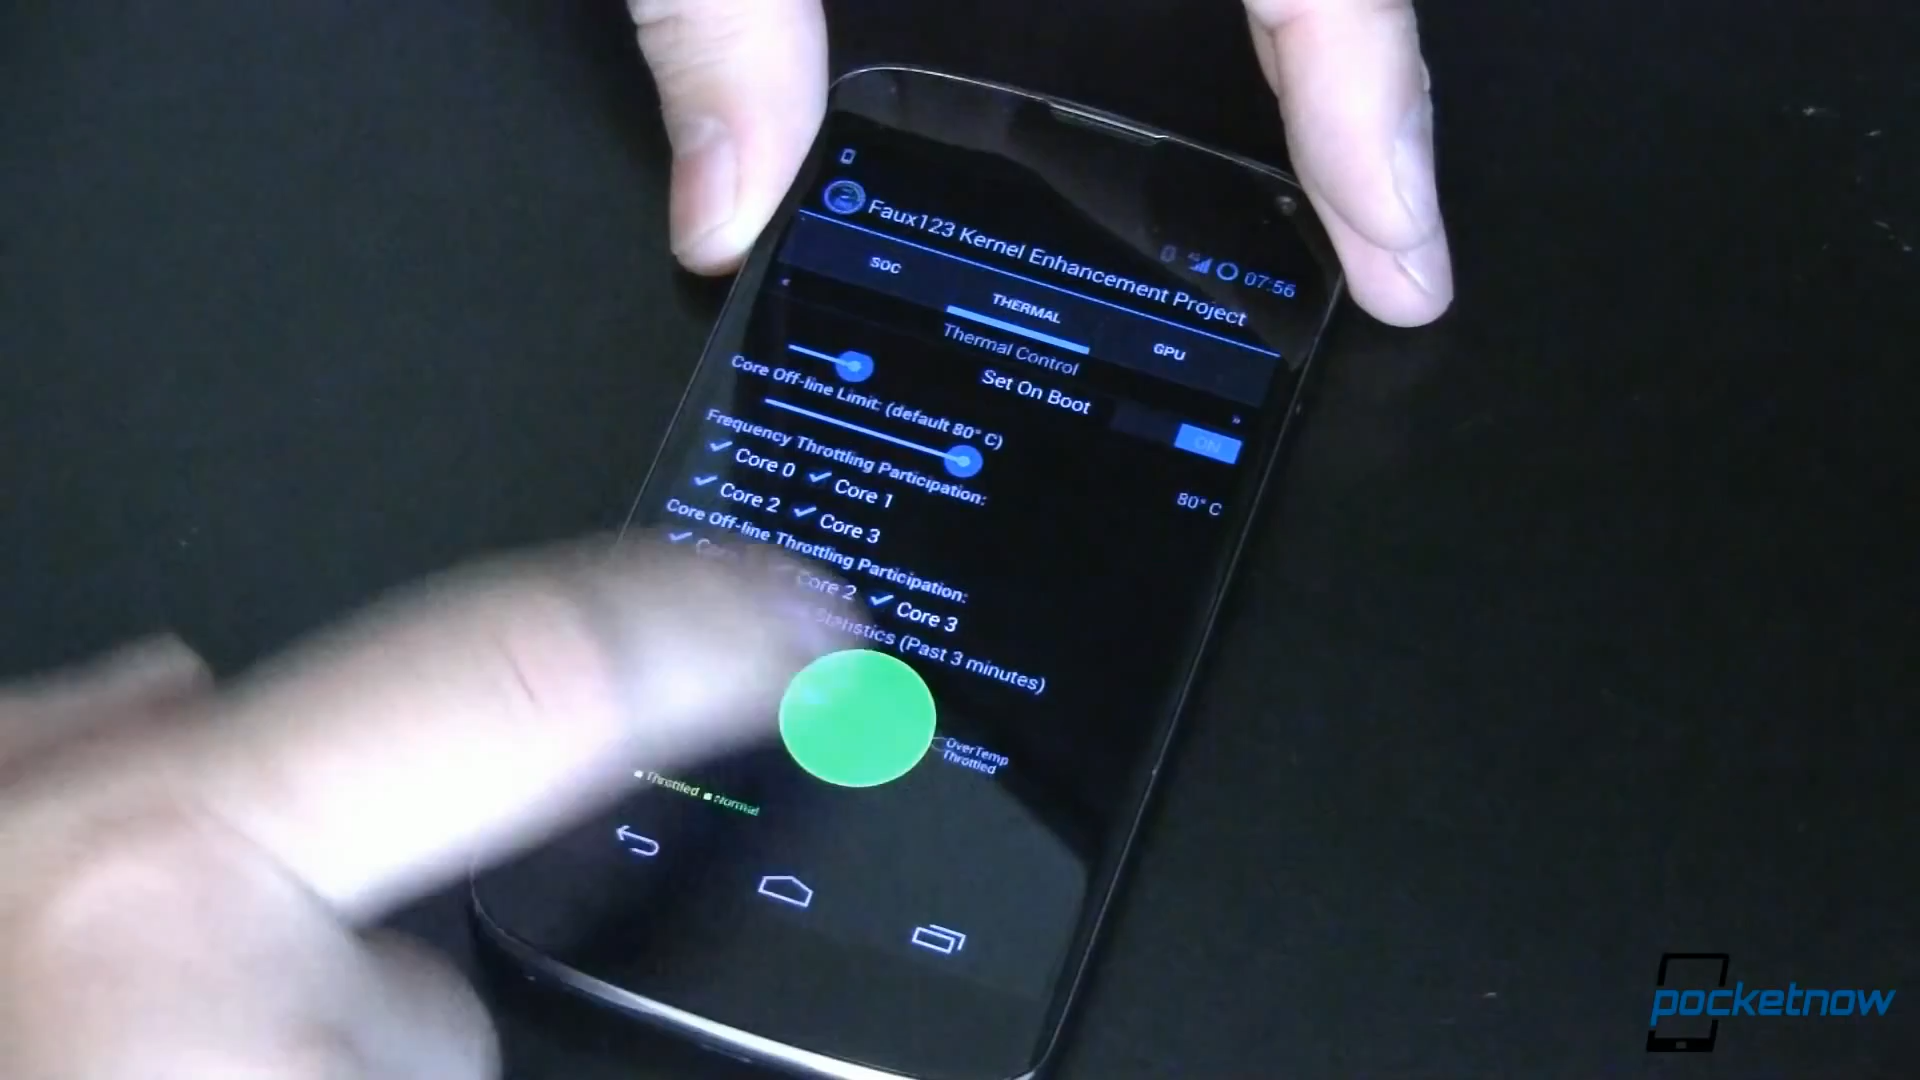 07:56
Faux123 Kernel Enhancement Project
SOC
THERMAL
GPU
Thermal Control
Set On Boot
ON
Core Off-line Limit: (default 80° C)
80° C
Frequency Throttling Participation:
Core 0 Core 1
Core 2 Core 3
Core Off-line Throttling Participation:
Core 2 Core 3
Statistics (Past 3 minutes)
OverTemp
Throttled
Throttled Normal
pocketnow